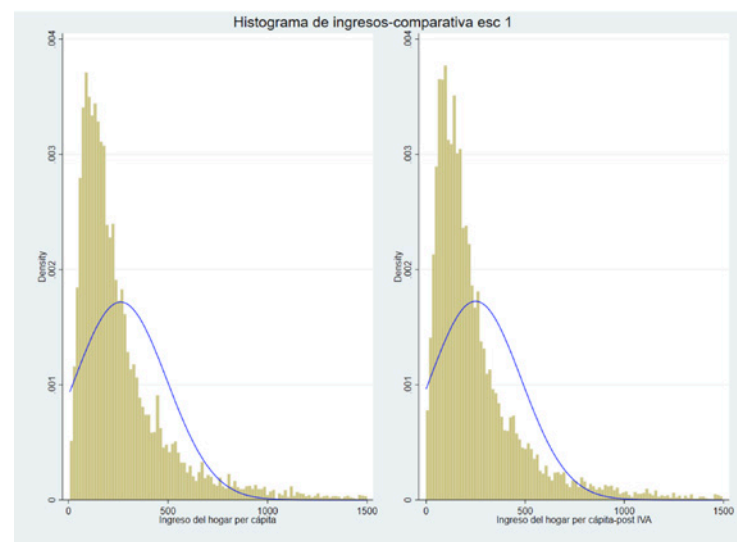 Histograma de ingresos-comparativa esc 1
.004
.003
.002
.001
0
Density
0 500 1000 1500
Ingreso del hogar per cápita
.004
.003
.002
.001
0
Density
0 500 1000 1500
Ingreso del hogar per cápita-post IVA